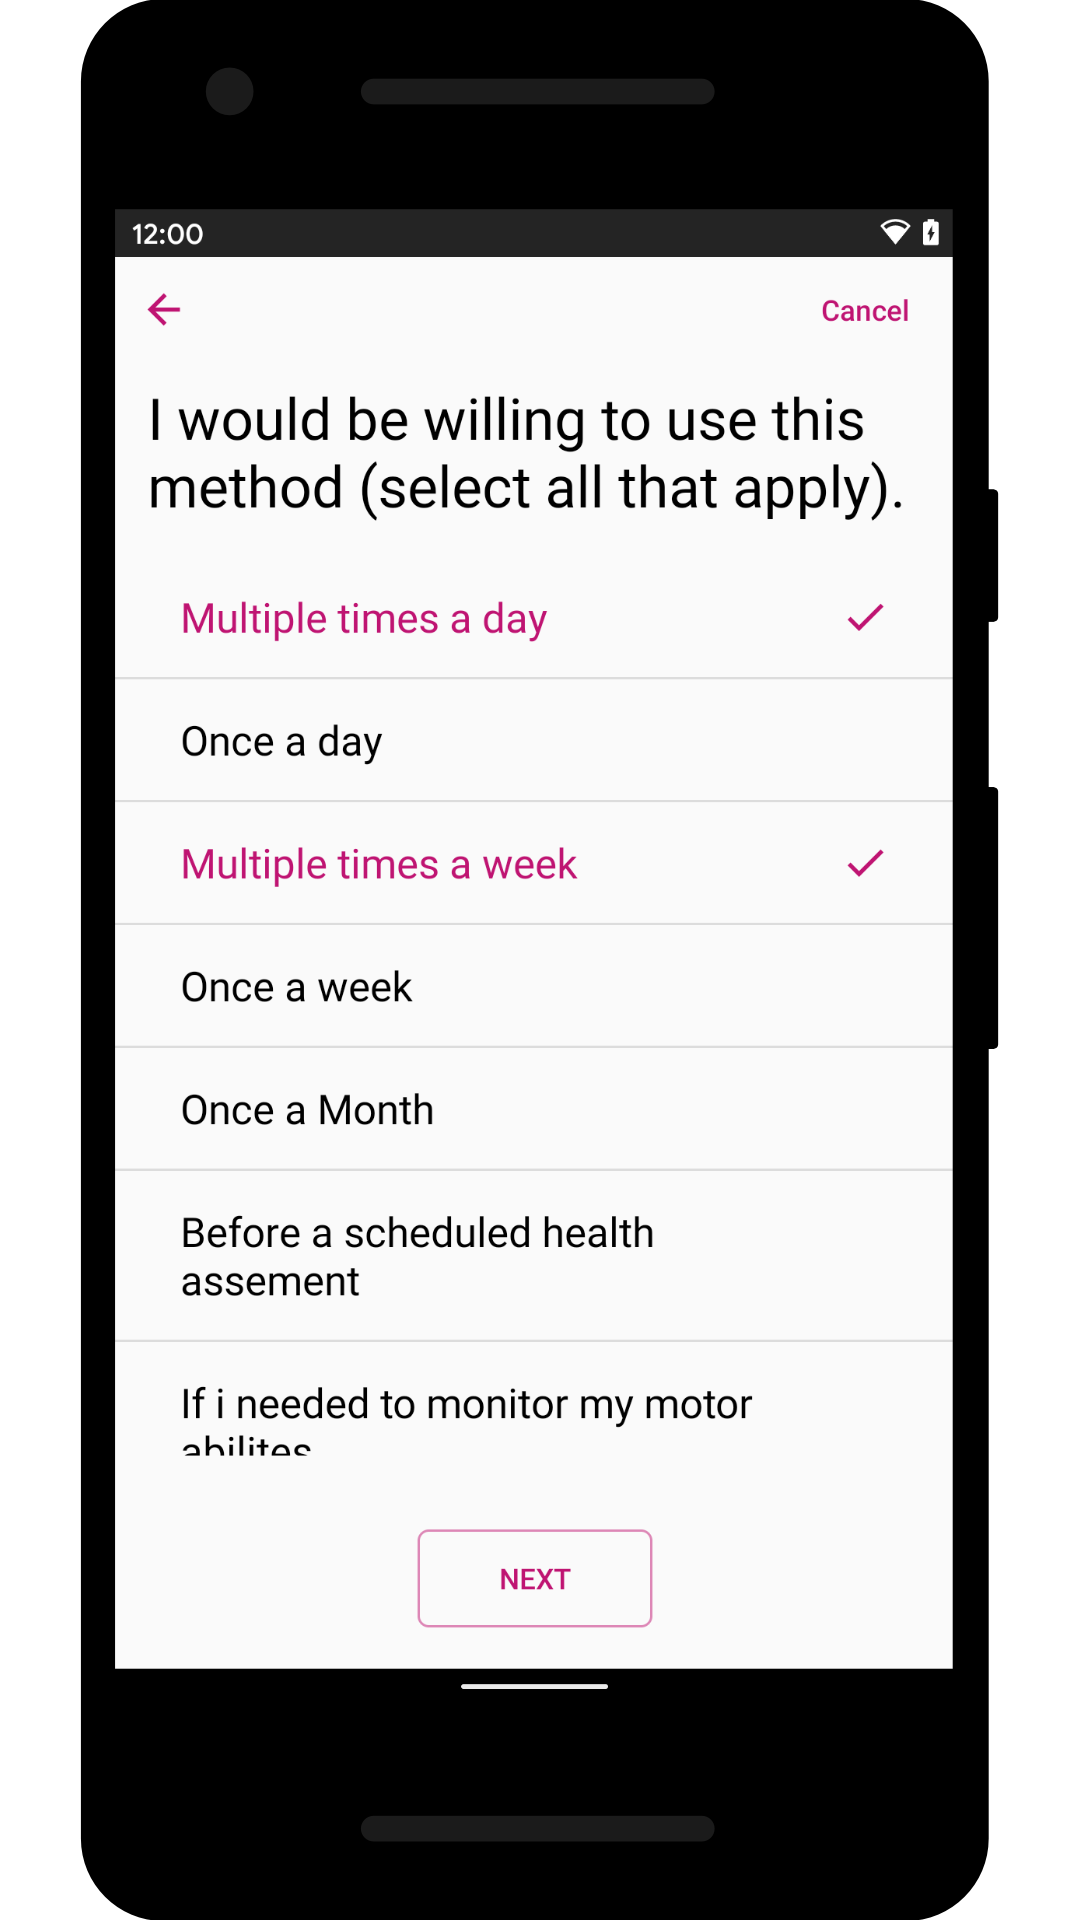 12:00
Cancel
I would be willing to use this
method (select all that apply).
Multiple times a day
Once a day
Multiple times a week
Once a week
Once a Month
Before a scheduled health
assement
If i needed to monitor my motor
abilites
NEXT